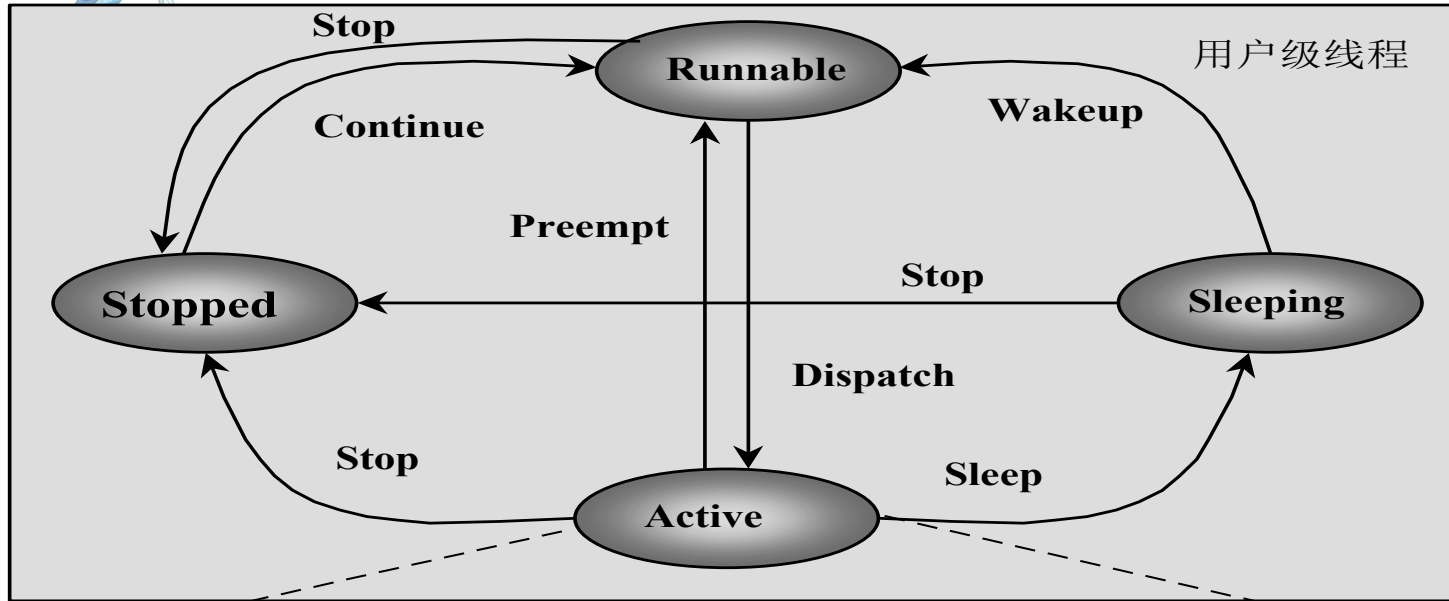 Stop
Runnable
用户级线程
Wakeup
Continue
Preempt
Stop
Stopped
Sleeping
Dispatch
Stop
Sleep
Active